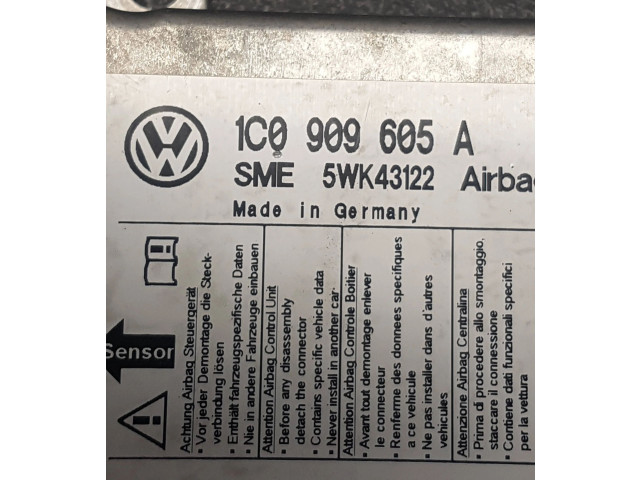 1C0 909 605 A
SME 5WK43122 Airbag
Made in Germany
Sensor
Achtung Airbag Steuergerät
• Vor jeder Demontage die Steck-
verbindung lösen
• Enthält fahrzeugspezifische Daten
• Nie in andere Fahrzeuge einbauen
Attention Airbag Control Unit
• Before any disassembly
detach the connector
• Contains specific vehicle data
• Never install in another car
Attention Airbag Controle Boitier
• Avant tout demontage enlever
le connecteur
• Renferme des donnees specifiques
a ce vehicule
• Ne pas installer dans d'autres
vehicules
Attenzione Airbag Centralina
• Prima di procedere allo smontaggio,
staccare il connessione
• Contiene dati funzionali specifici
per la vettura